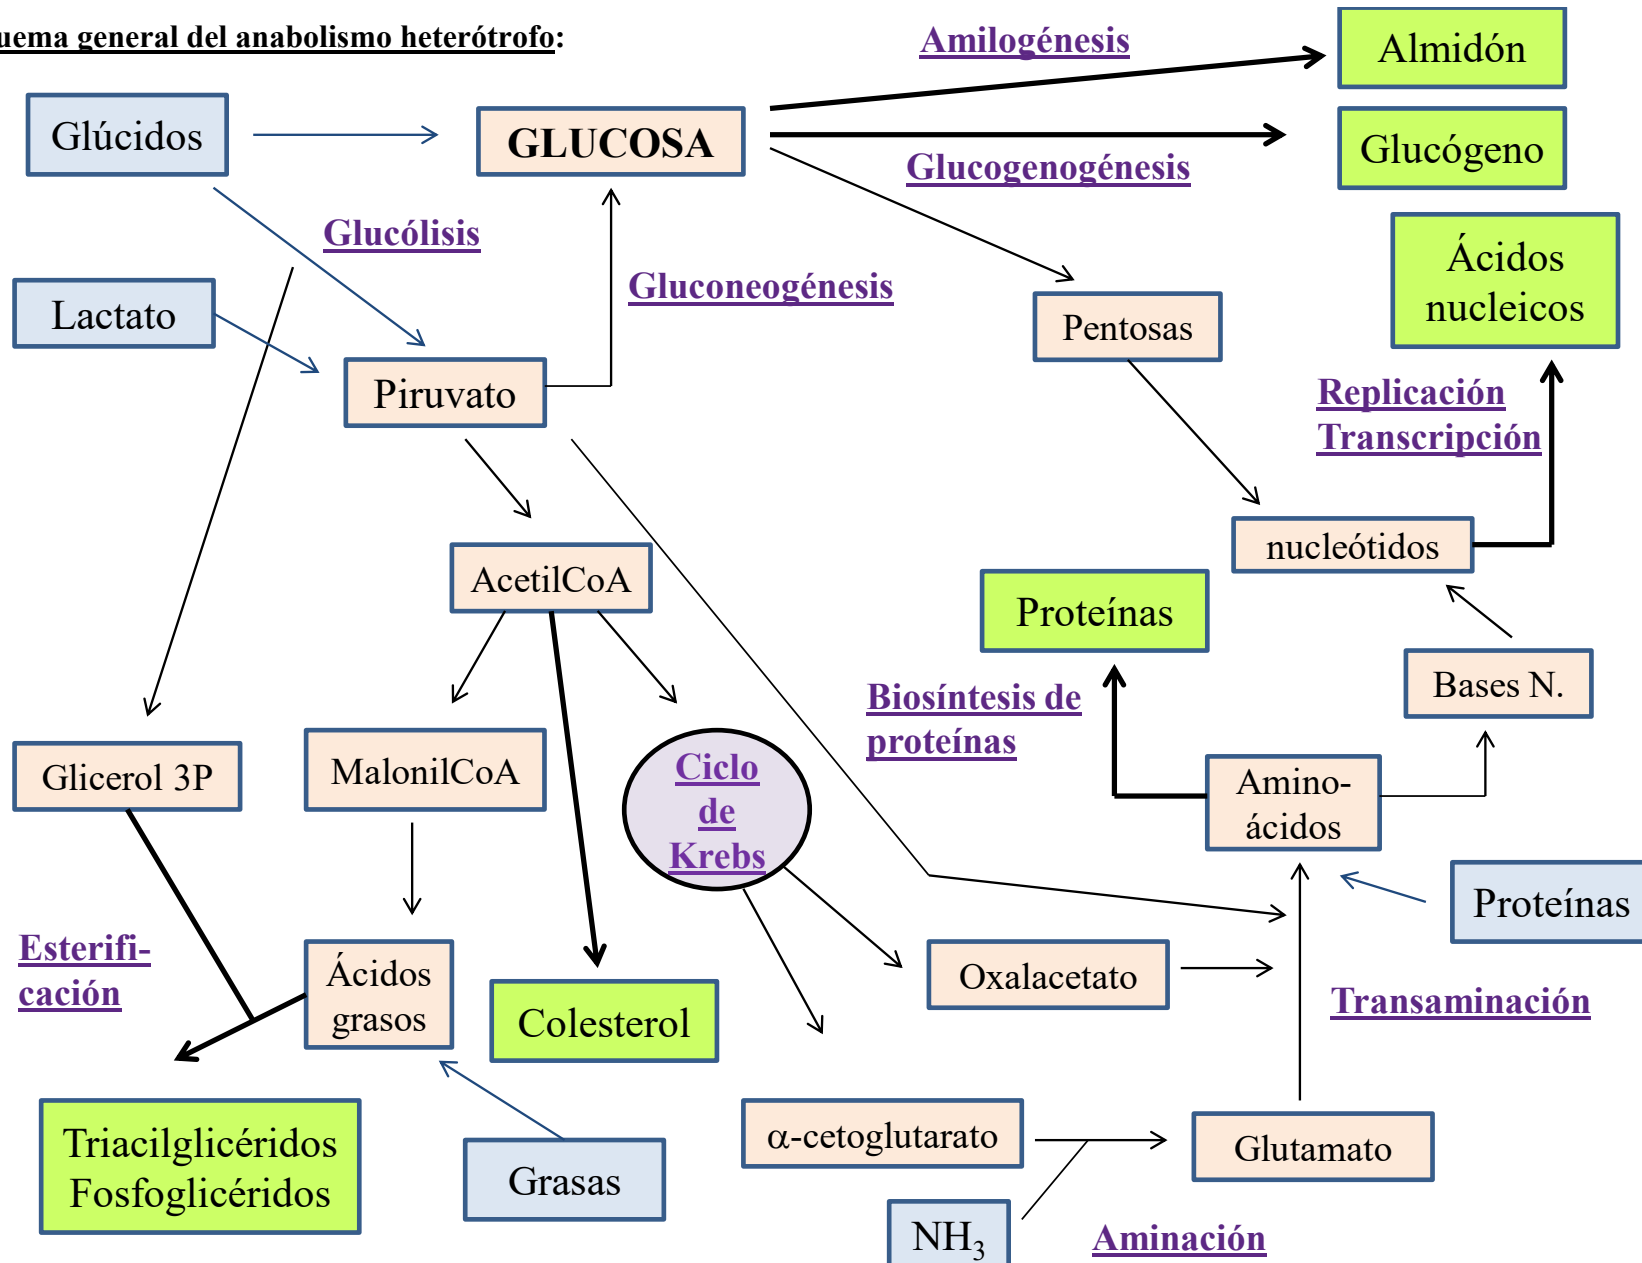 uema general del anabolismo heterótrofo:
Amilogénesis
Almidón
Glúcidos
GLUCOSA
Glucogenogénesis
Glucógeno
Glucólisis
Gluconeogénesis
Ácidos
nucleicos
Lactato
Pentosas
Piruvato
Replicación
Transcripción
AcetilCoA
nucleótidos
Proteínas
Biosíntesis de
proteínas
Bases N.
Glicerol 3P
MalonilCoA
Ciclo
de
Krebs
Amino-
ácidos
Proteínas
Esterifi-
cación
Ácidos
grasos
Colesterol
Oxalacetato
Transaminación
Triacilglicéridos
Fosfoglicéridos
Grasas
α-cetoglutarato
Glutamato
NH3
Aminación